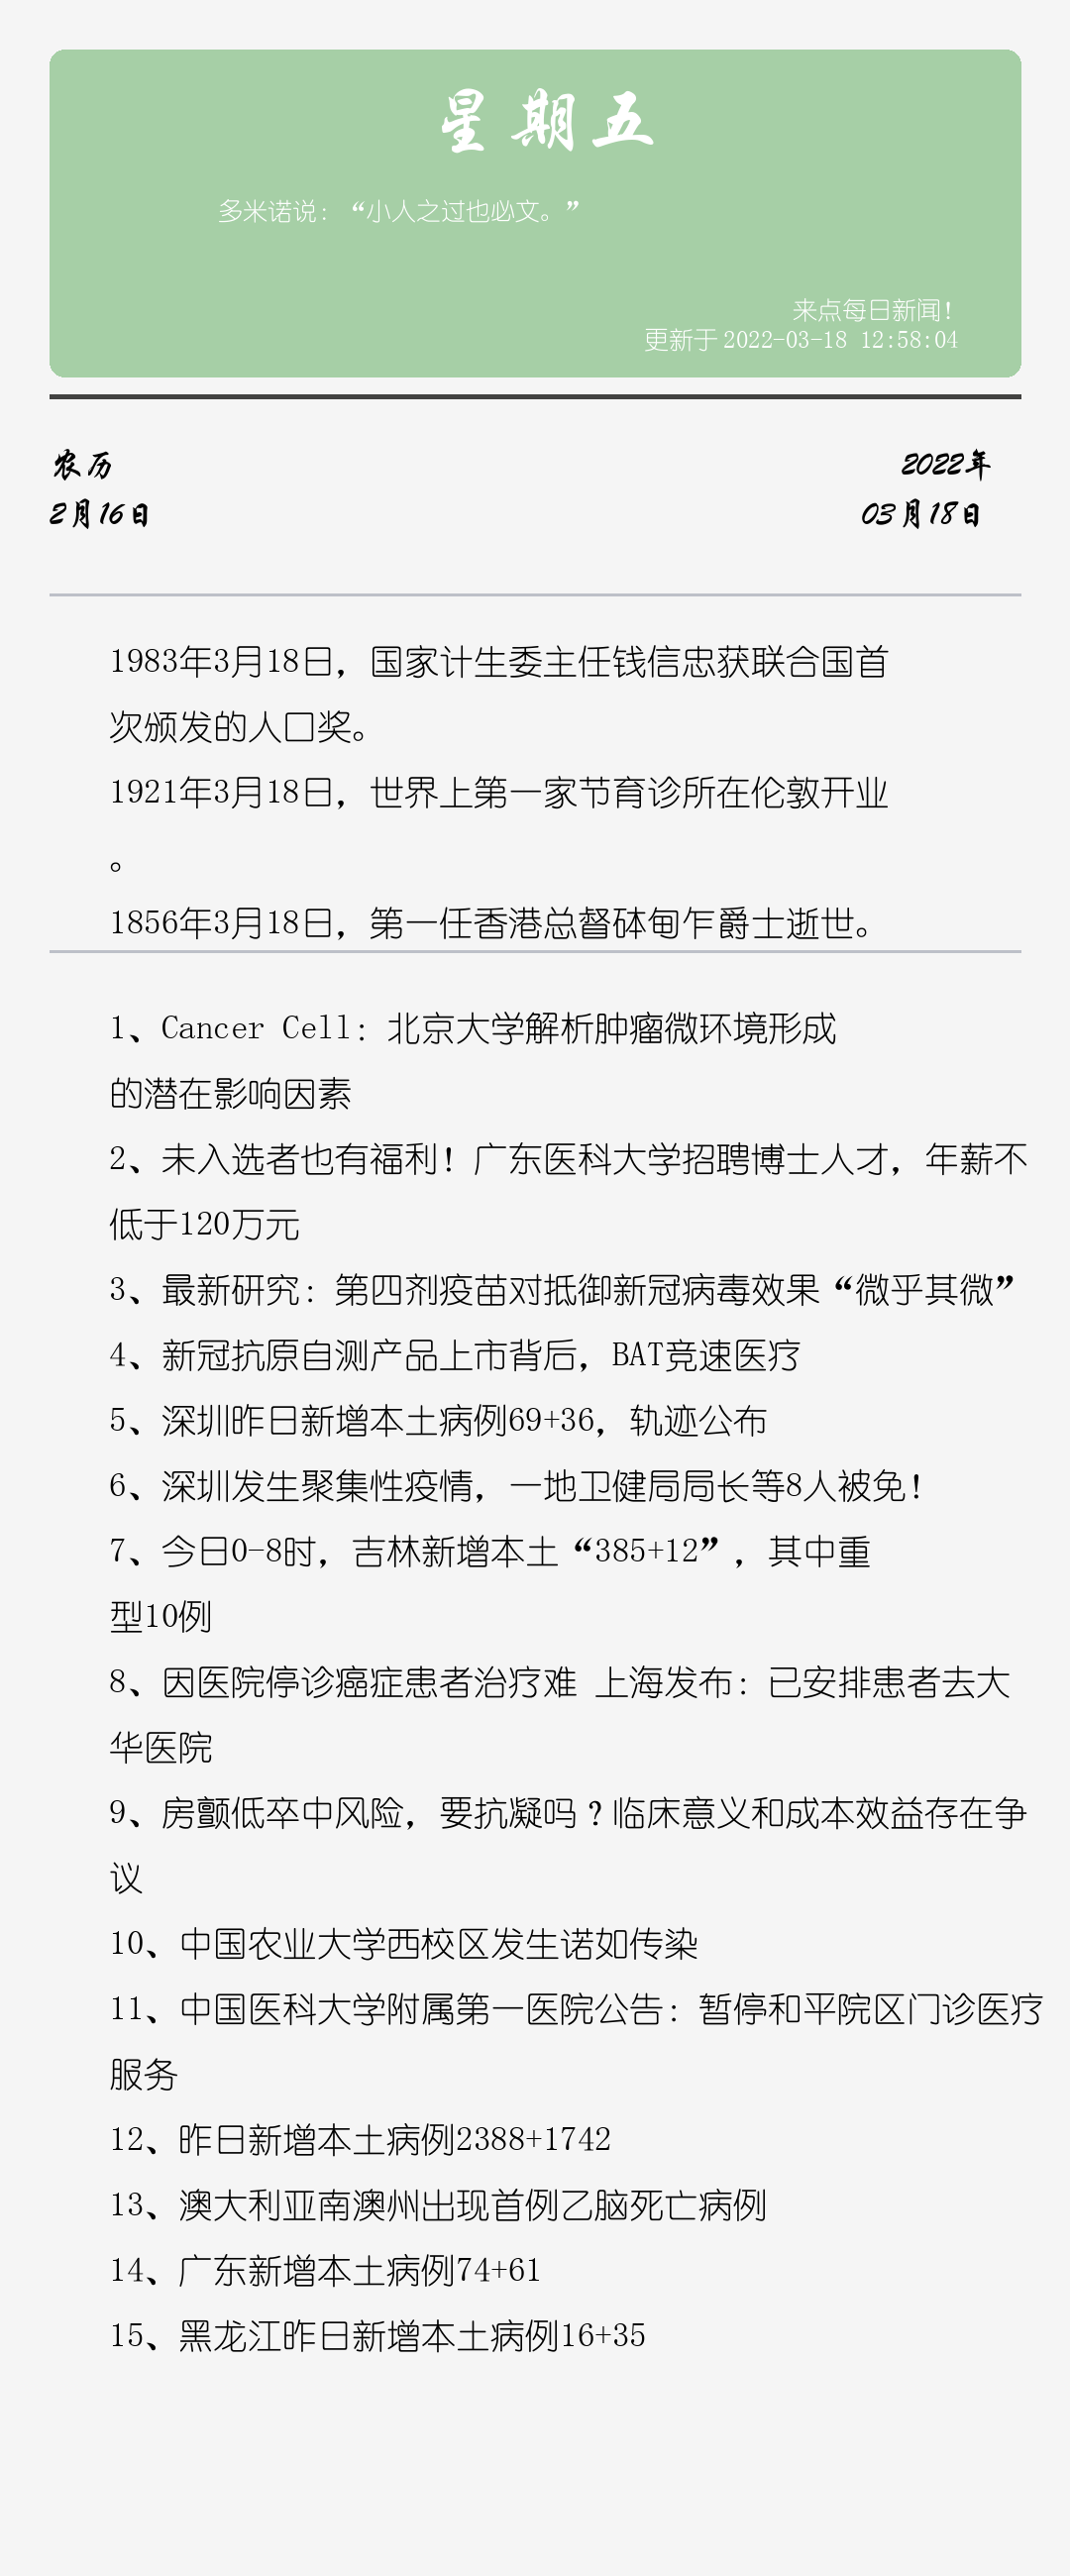 星期五
多米诺说：“小人之过也必文。”
来点每日新闻！
更新于2022-03-18 12:58:04
农历
2月16日
2022年
03月18日
1983年3月18日，国家计生委主任钱信忠获联合国首
次颁发的人口奖。
1921年3月18日，世界上第一家节育诊所在伦敦开业
。
1856年3月18日，第一任香港总督砵甸乍爵士逝世。
1、Cancer Cell：北京大学解析肿瘤微环境形成
的潜在影响因素
2、未入选者也有福利！广东医科大学招聘博士人才，年薪不
低于120万元
3、最新研究：第四剂疫苗对抵御新冠病毒效果“微乎其微”
4、新冠抗原自测产品上市背后，BAT竞速医疗
5、深圳昨日新增本土病例69+36，轨迹公布
6、深圳发生聚集性疫情，一地卫健局局长等8人被免！
7、今日0-8时，吉林新增本土“385+12”，其中重
型10例
8、因医院停诊癌症患者治疗难 上海发布：已安排患者去大
华医院
9、房颤低卒中风险，要抗凝吗？临床意义和成本效益存在争
议
10、中国农业大学西校区发生诺如传染
11、中国医科大学附属第一医院公告：暂停和平院区门诊医疗
服务
12、昨日新增本土病例2388+1742
13、澳大利亚南澳州出现首例乙脑死亡病例
14、广东新增本土病例74+61
15、黑龙江昨日新增本土病例16+35